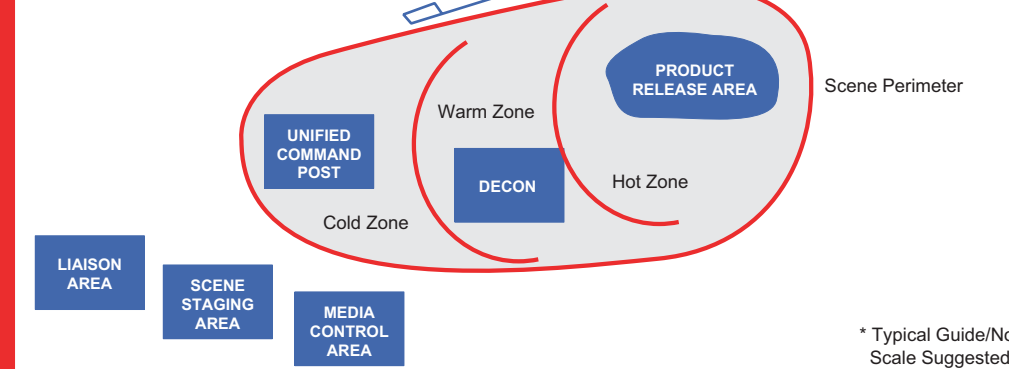 PRODUCT
RELEASE AREA
Scene Perimeter
Warm Zone
UNIFIED
COMMAND
POST
DECON
Hot Zone
Cold Zone
LIAISON
AREA
SCENE
STAGING
AREA
MEDIA
CONTROL
AREA
* Typical Guide/
Scale Suggested